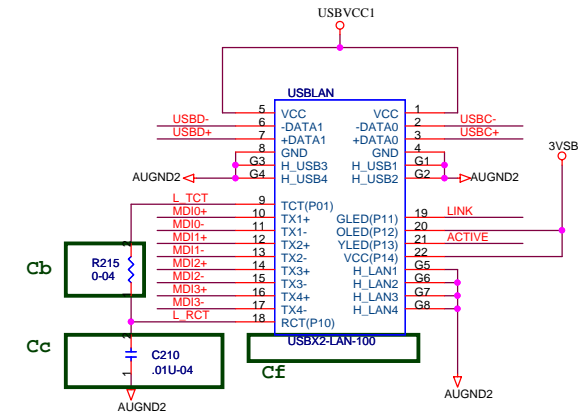 USBVCC1
USBLAN
5 VCC VCC 1
USBD- 6 -DATA1 -DATA0 2 USBC-
USBD+ 7 +DATA1 +DATA0 3 USBC+
8 GND GND 4
G3 H_USB3 H_USB1 G1
AUGND2 G4 H_USB4 H_USB2 G2 AUGND2
3VSB
L_TCT 9 TCT(P01)
MDI0+ 10 TX1+ GLED(P11) 19 LINK
MDI0- 11 TX1- OLED(P12) 20
MDI1+ 12 TX2+ YLED(P13) 21 ACTIVE
MDI1- 13 TX2- VCC(P14) 22
MDI2+ 14 TX3+ H_LAN1 G5
MDI2- 15 TX3- H_LAN2 G6
MDI3+ 16 TX4+ H_LAN3 G7
MDI3- 17 TX4- H_LAN4 G8
L_RCT 18 RCT(P10)
USBX2-LAN-100
Cb
2
R215
0-04
1
Cc
2
C210
.01U-04
1
AUGND2
Cf
AUGND2